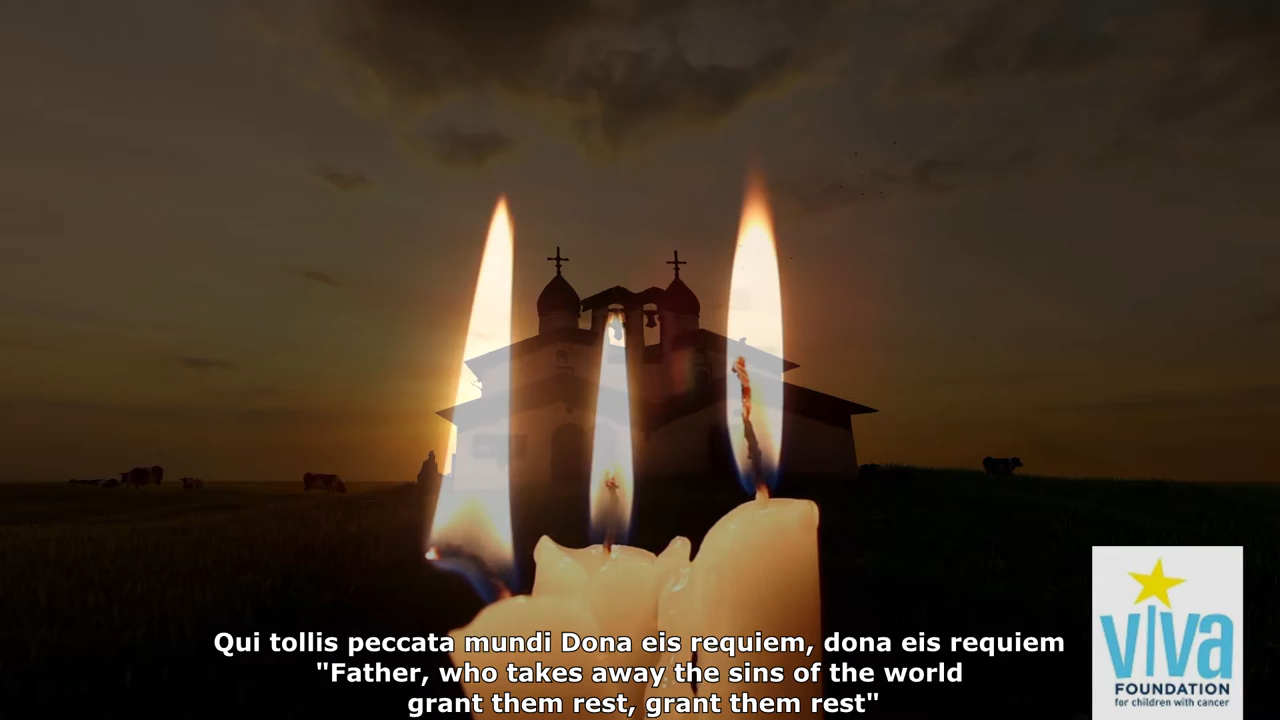 Qui tollis peccata mundi Dona eis requiem, dona eis requiem
"Father, who takes away the sins of the world
grant them rest, grant them rest"
viva
FOUNDATION
for children with cancer